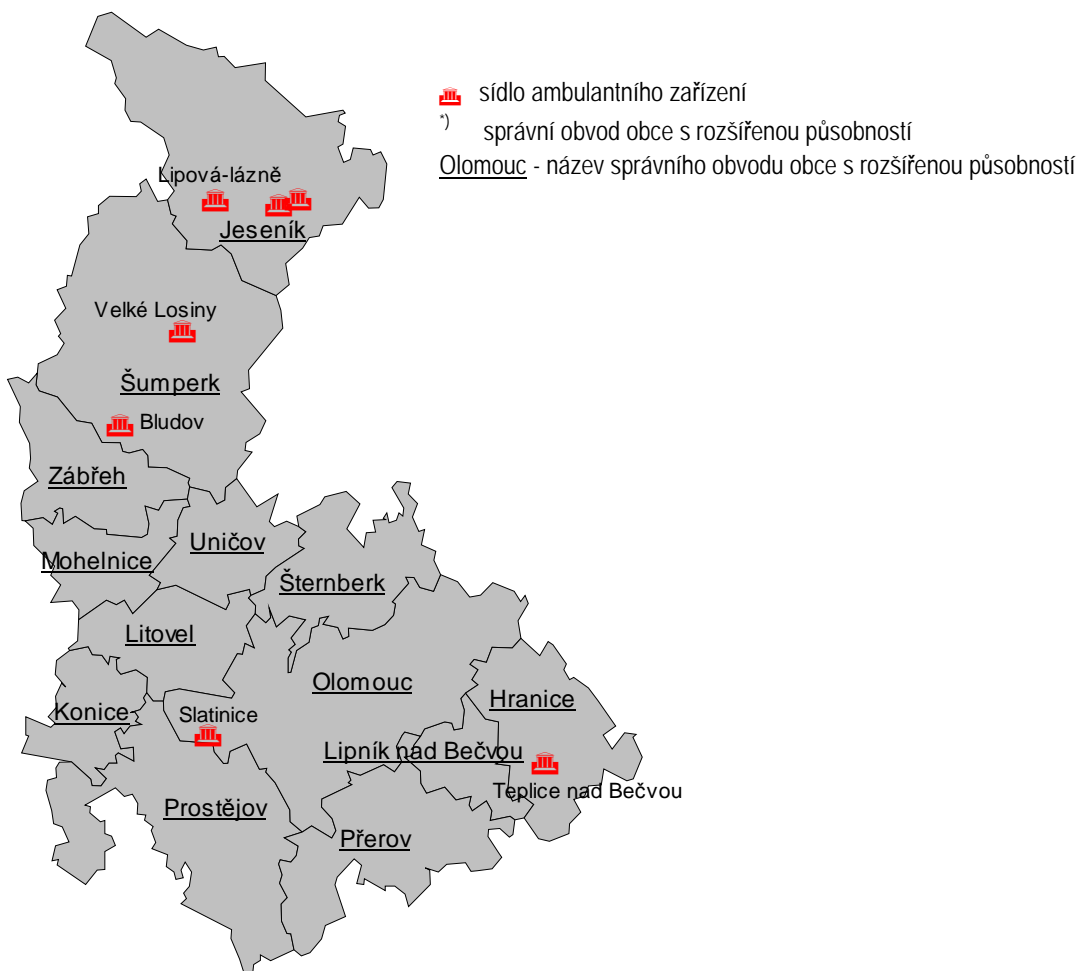 sídlo ambulantního zařízení
*) správní obvod obce s rozšířenou působností
Olomouc - název správního obvodu obce s rozšířenou působností
Lipová-lázně
Jeseník
Velké Losiny
Šumperk
Bludov
Zábřeh
Uničov
Mohelnice
Šternberk
Litovel
Olomouc
Hranice
Konice
Slatinice
Lipník nad Bečvou
Teplice nad Bečvou
Prostějov
Přerov